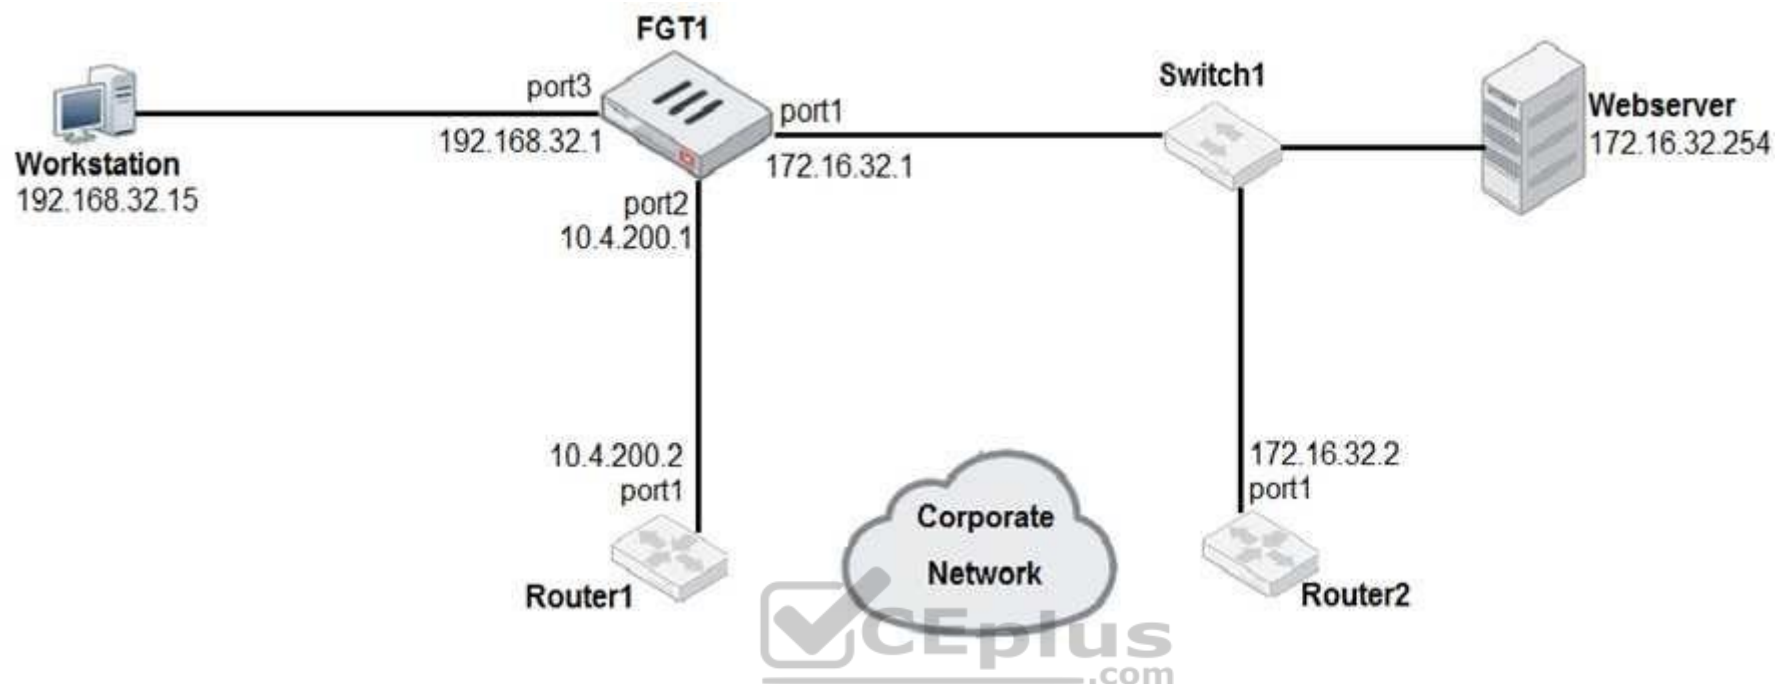 FGT1
port3
192.168.32.1
port1
172.16.32.1
Switch1
Webserver
172.16.32.254
Workstation
192.168.32.15
port2
10.4.200.1
10.4.200.2
port1
172.16.32.2
port1
Corporate
Network
Router1
Router2
CEplus
.com